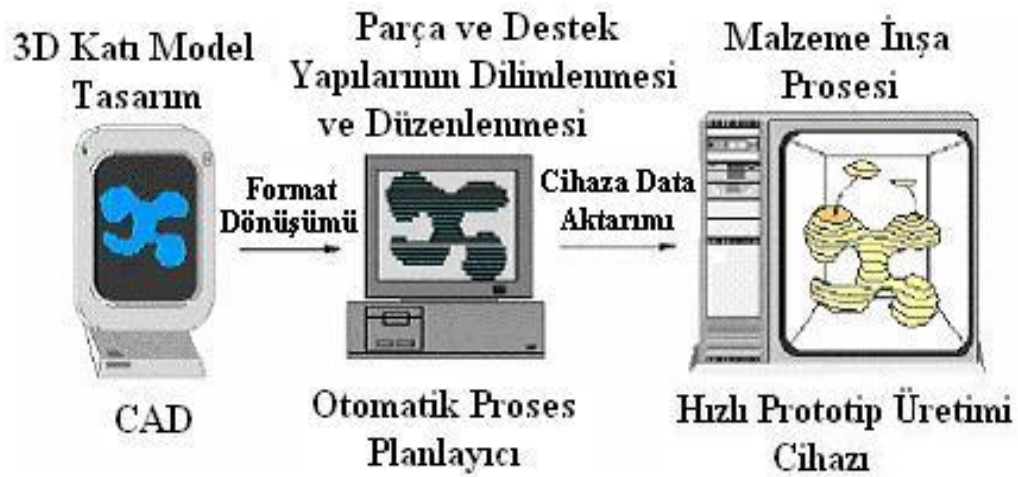 3D Katı Model
Tasarım
Parça ve Destek
Yapılarının Dilimlenmesi
ve Düzenlenmesi
Malzeme İnşa
Prosesi
Format
Dönüşümü
Cihaza Data
Aktarımı
CAD
Otomatik Proses
Planlayıcı
Hızlı Prototip Üretimi
Cihazı